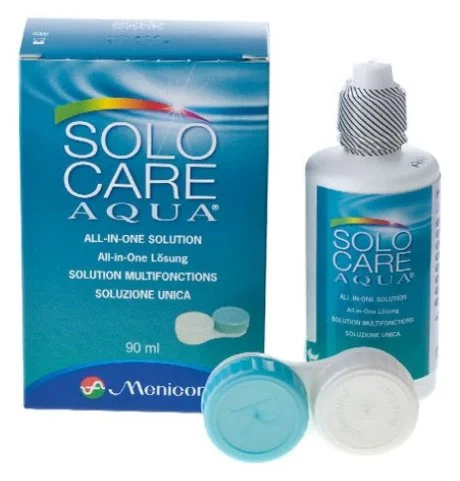 SOLO
CARE
AQUA®
ALL-IN-ONE SOLUTION
All-in-One Lösung
SOLUTION MULTIFONCTIONS
SOLUZIONE UNICA
90 ml
Menicon
SOLO
CARE
AQUA®
ALL-IN-ONE SOLUTION
All-in-One Lösung
SOLUTION MULTIFONCTIONS
SOLUZIONE UNICA
R